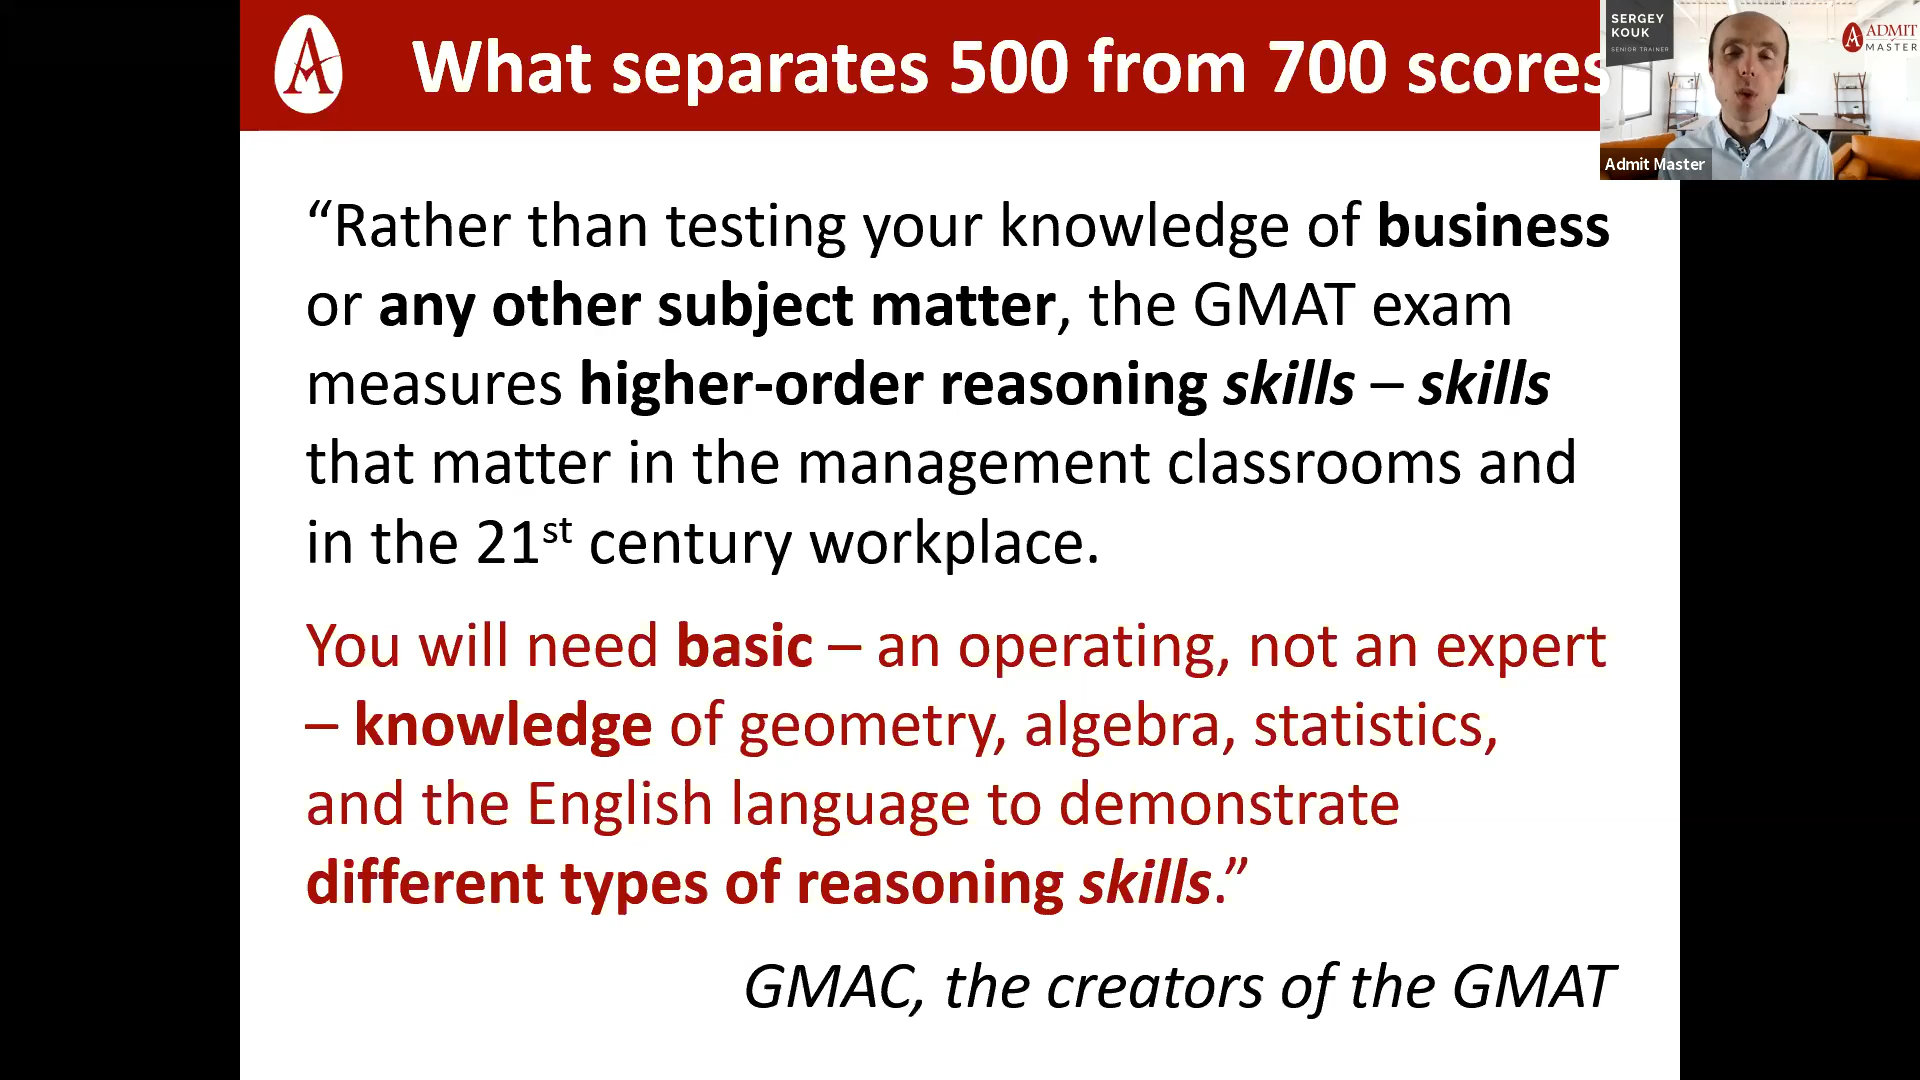 What separates 500 from 700 scores
SERGEY
KOUK
SENIOR TRAINER
ADMIT
MASTER
Admit Master
“Rather than testing your knowledge of business
or any other subject matter, the GMAT exam
measures higher-order reasoning skills – skills
that matter in the management classrooms and
in the 21st century workplace.
You will need basic – an operating, not an expert
– knowledge of geometry, algebra, statistics,
and the English language to demonstrate
different types of reasoning skills.”
GMAC, the creators of the GMAT